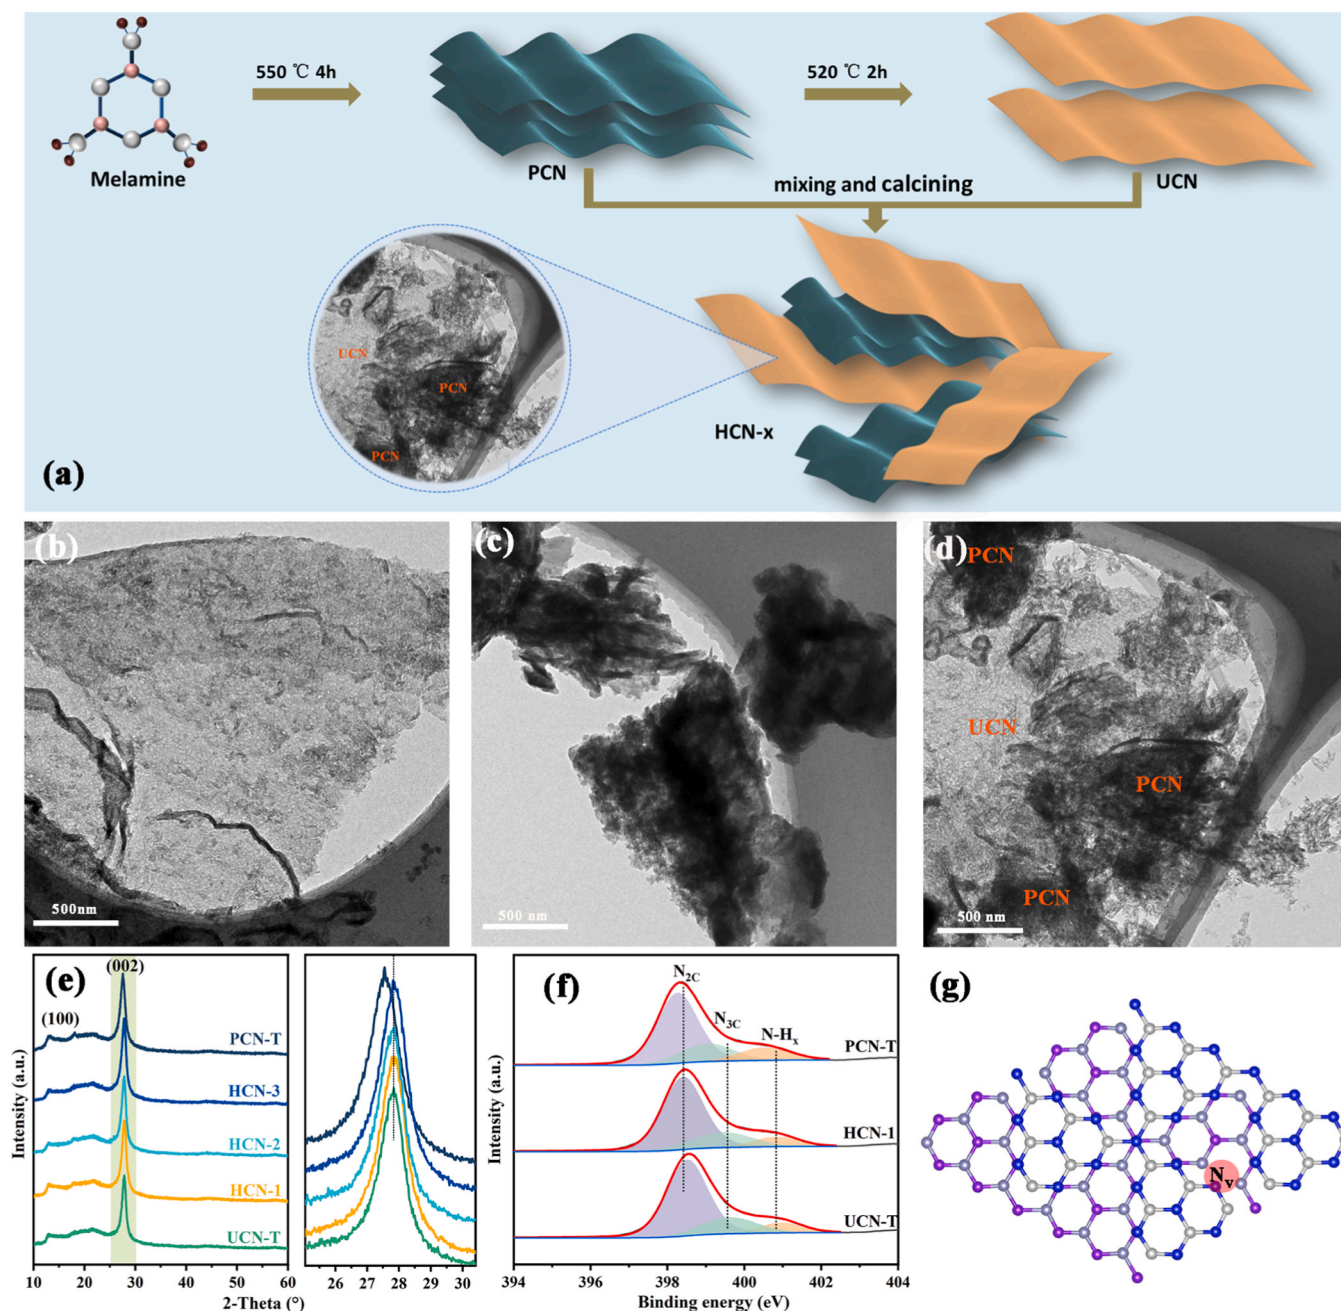 550 ℃ 4h
520 ℃ 2h
Melamine
PCN
UCN
mixing and calcining
UCN
PCN
PCN
HCN-x
(a)
(b)
500nm
(c)
500 nm
(d)
PCN
UCN
PCN
PCN
500 nm
(e)
(002)
(100)
PCN-T
HCN-3
HCN-2
HCN-1
UCN-T
Intensity (a.u.)
10 20 30 40 50 60
26 27 28 29 30
2-Theta (°)
(f)
N2C
N3C
N-Hx
PCN-T
HCN-1
UCN-T
Intensity (a.u.)
394 396 398 400 402 404
Binding energy (eV)
(g)
Nv